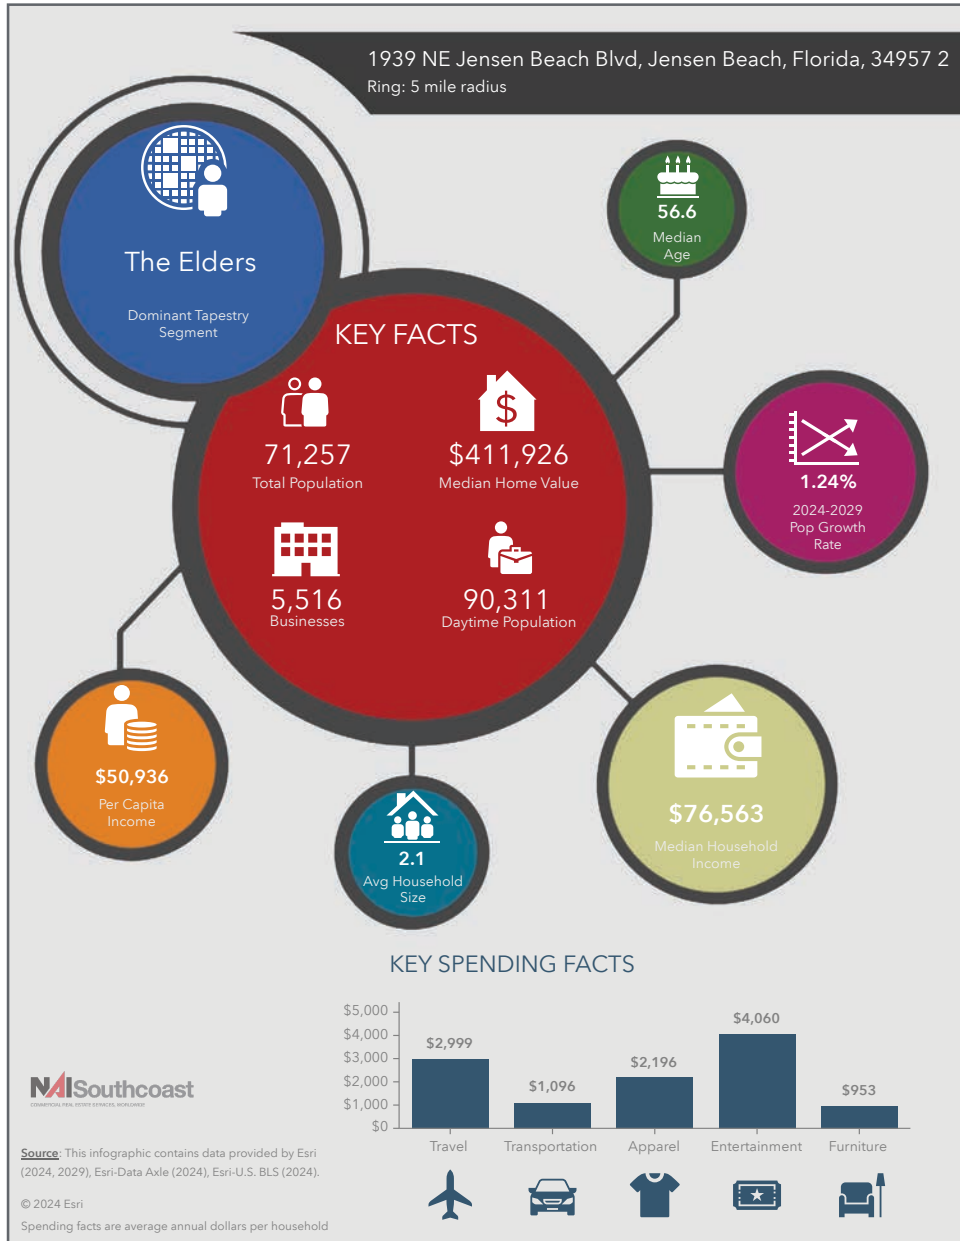 1939 NE Jensen Beach Blvd, Jensen Beach, Florida, 34957 2
Ring: 5 mile radius
The Elders
Dominant Tapestry
Segment
56.6
Median
Age
KEY FACTS
71,257
Total Population
$411,926
Median Home Value
5,516
Businesses
90,311
Daytime Population
1.24%
2024-2029
Pop Growth
Rate
$50,936
Per Capita
Income
2.1
Avg Household
Size
$76,563
Median Household
Income
KEY SPENDING FACTS
$5,000
$4,000
$3,000
$2,000
$1,000
$0
$2,999
$1,096
$2,196
$4,060
$953
Travel
Transportation
Apparel
Entertainment
Furniture
NAISouthcoast
COMMERCIAL REAL ESTATE SERVICES, WORLDWIDE
Source: This infographic contains data provided by Esri
(2024, 2029), Esri-Data Axle (2024), Esri-U.S. BLS (2024).
© 2024 Esri
Spending facts are average annual dollars per household